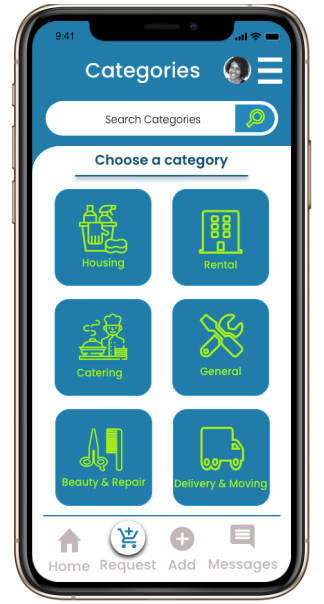 9:41
Categories
Search Categories
Choose a category
Housing
Rental
Catering
General
Beauty & Repair
Delivery & Moving
Home
Request
Add
Messages